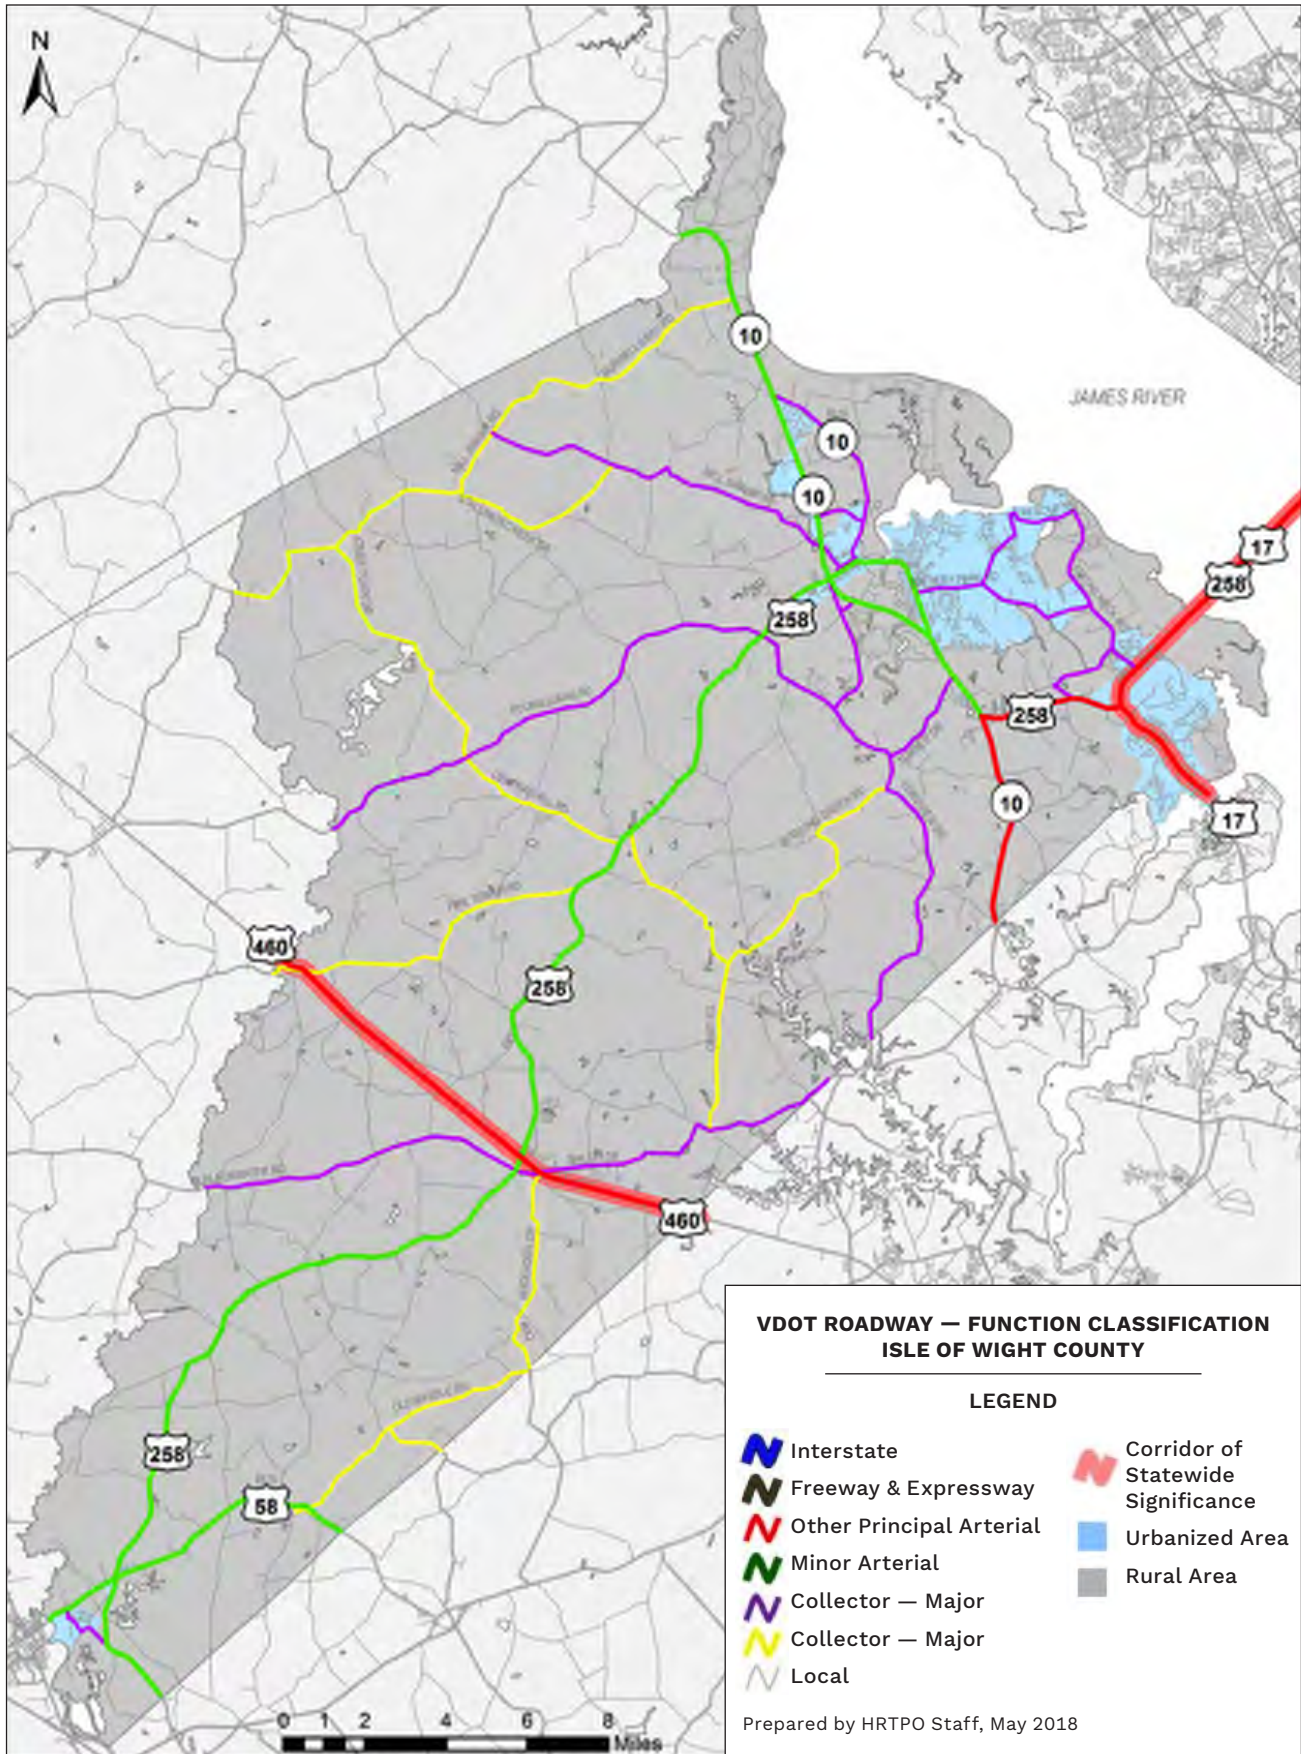 N
10
10
10
JAMES RIVER
17
258
258
258
10
17
460
258
460
258
58
VDOT ROADWAY — FUNCTION CLASSIFICATION
ISLE OF WIGHT COUNTY
LEGEND
Interstate
Freeway & Expressway
Other Principal Arterial
Minor Arterial
Collector — Major
Collector — Major
Local
Corridor of
Statewide
Significance
Urbanized Area
Rural Area
Prepared by HRTPO Staff, May 2018
0 1 2 4 6 8
Miles